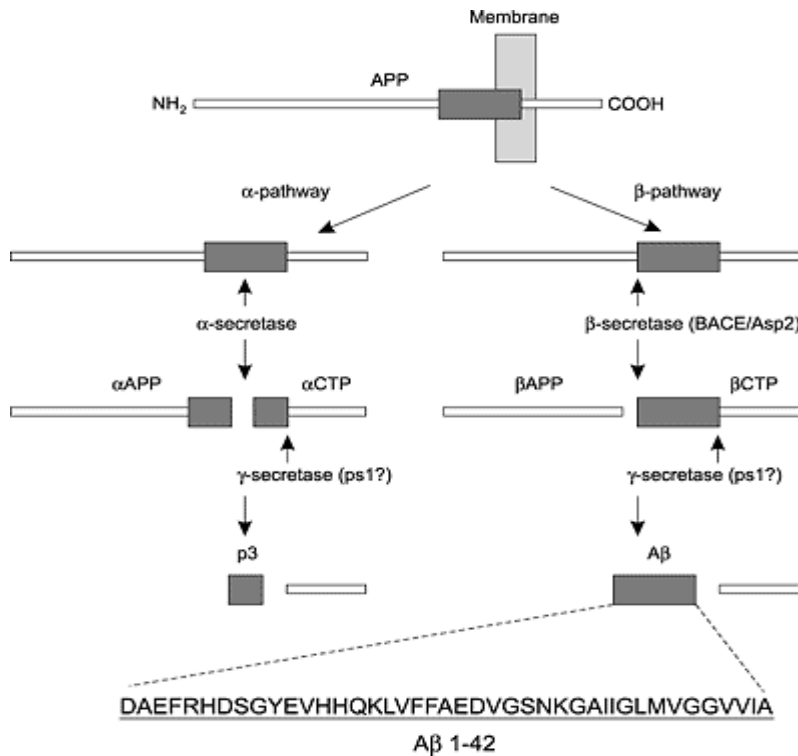 Membrane
APP
NH2 COOH
α-pathway β-pathway
α-secretase β-secretase (BACE/Asp2)
αAPP αCTP βAPP βCTP
γ-secretase (ps1?) γ-secretase (ps1?)
p3 Aβ
DAEFRHDSGYEVHHQKLVFFAEDVGSNKGAIIGLMVGGVVIA
Aβ 1-42